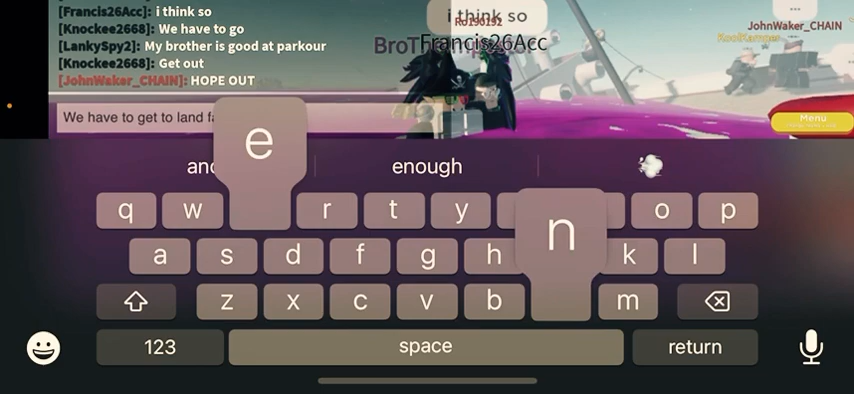 [Francis26Acc]: i think so
[Knockee2668]: We have to go
[LankySpy2]: My brother is good at parkour
[Knockee2668]: Get out
[JohnWaker_CHAIN]: HOPE OUT
i think so
Francis26Acc
JohnWaker_CHAIN
We have to get to land
Menu
enough
e
q w r t y o p
n
a s d f g h k l
z x c v b m
123 space return